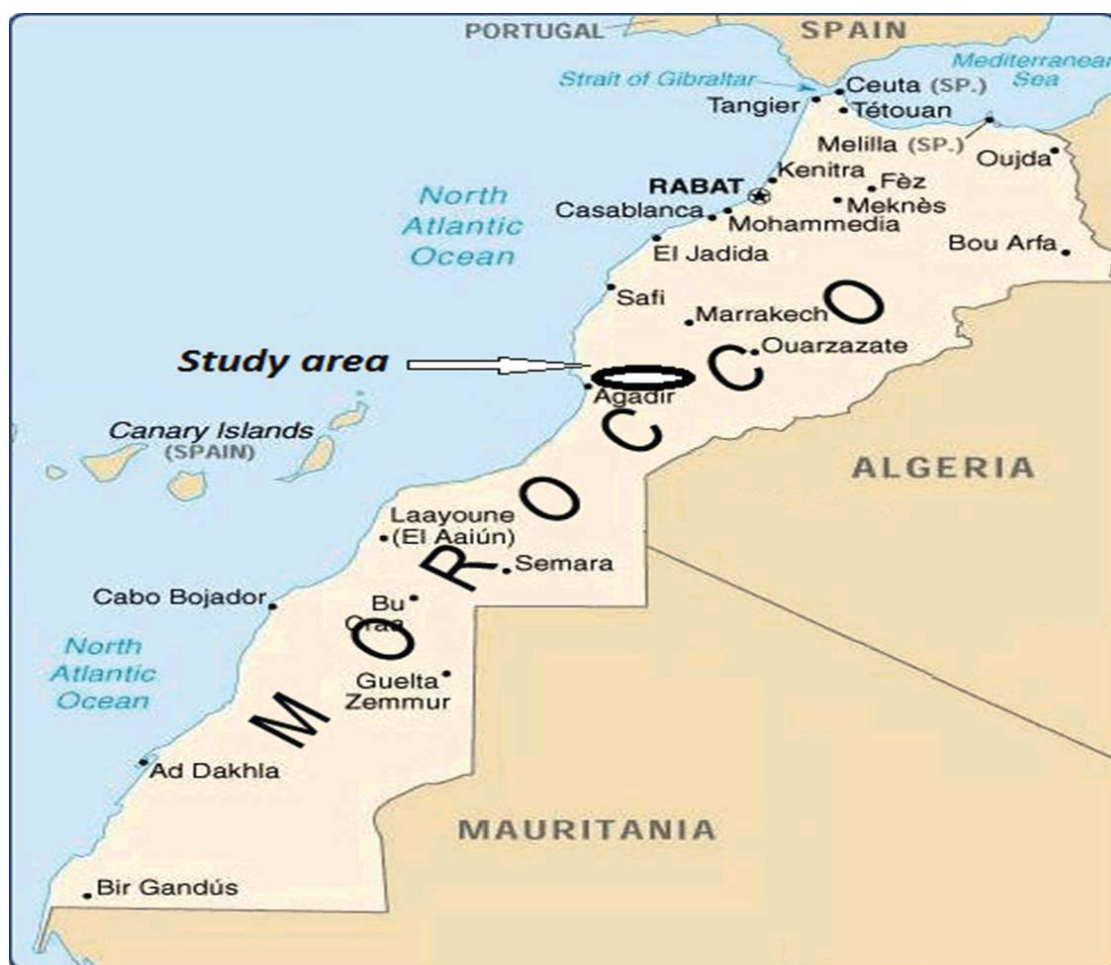 PORTUGAL
SPAIN
Strait of Gibraltar
Mediterranean
Sea
Ceuta (SP.)
Tangier
Tétouan
Melilla (SP.)
Oujda
Kenitra
RABAT
Fèz
Meknès
North
Atlantic
Ocean
Casablanca
Mohammedia
El Jadida
Bou Arfa
Safi
Marrakech
Ouarzazate
Study area
Agadir
Canary Islands
(SPAIN)
ALGERIA
MOROCCO
Laayoune
(El Aaiún)
Semara
Cabo Bojador
Bu
Craa
North
Atlantic
Ocean
Guelta
Zemmur
Ad Dakhla
MAURITANIA
Bir Gandús